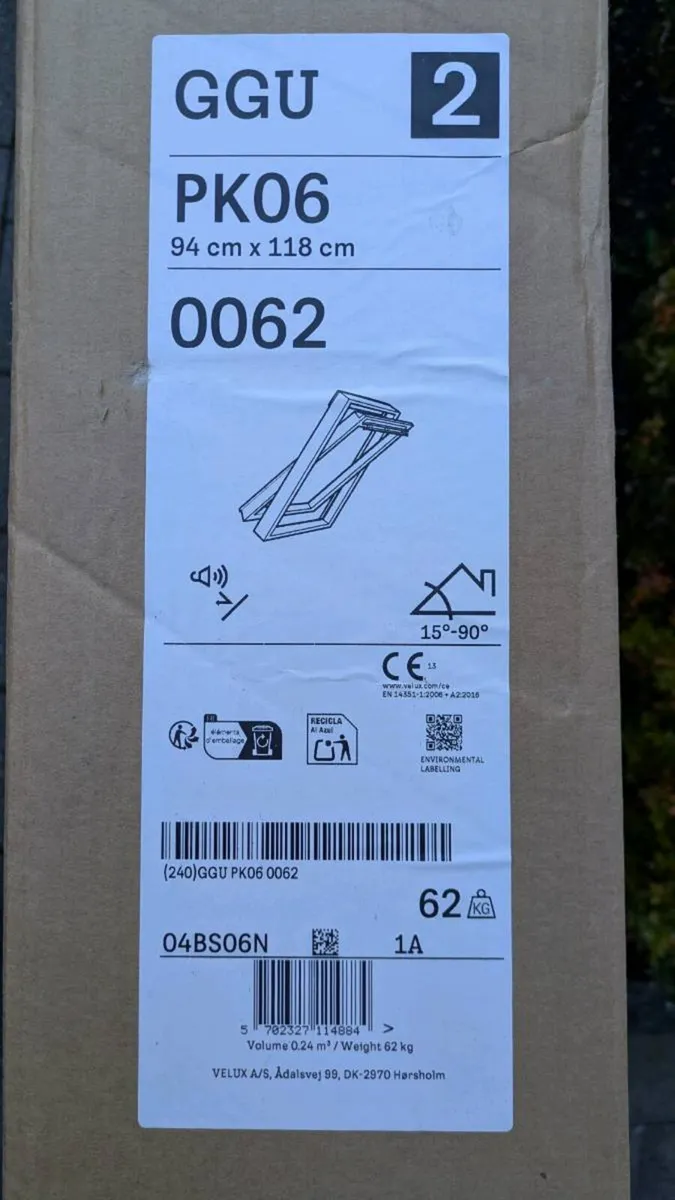 GGU 2
PK06
94 cm x 118 cm
0062
15°-90°
CE 13
www.velux.com/ce
EN 14351-1:2006 + A2:2016
FR
éléments
d'emballage
RECICLA
Al Azul
ENVIRONMENTAL
LABELLING
(240)GGU PK06 0062
62 KG
04BS06N 1A
5 702327 114884 >
Volume 0.24 m³ / Weight 62 kg
VELUX A/S, Ådalsvej 99, DK-2970 Hørsholm